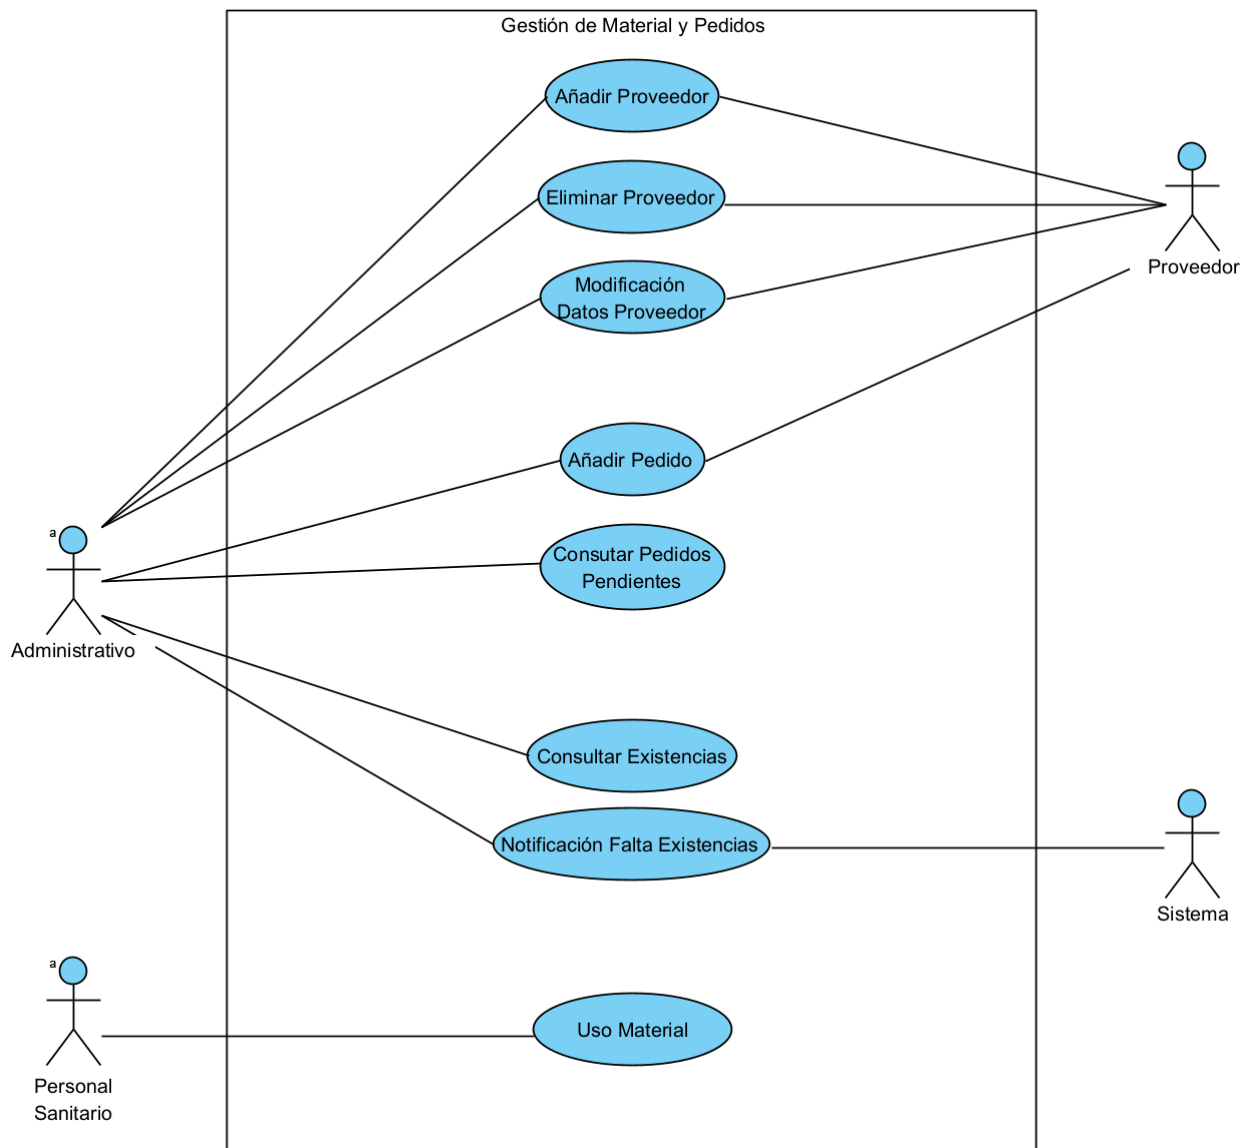 Gestión de Material y Pedidos
Añadir Proveedor
Eliminar Proveedor
Modificación
Datos Proveedor
Proveedor
Añadir Pedido
a
Consutar Pedidos
Pendientes
Administrativo
Consultar Existencias
Notificación Falta Existencias
Sistema
a
Uso Material
Personal
Sanitario